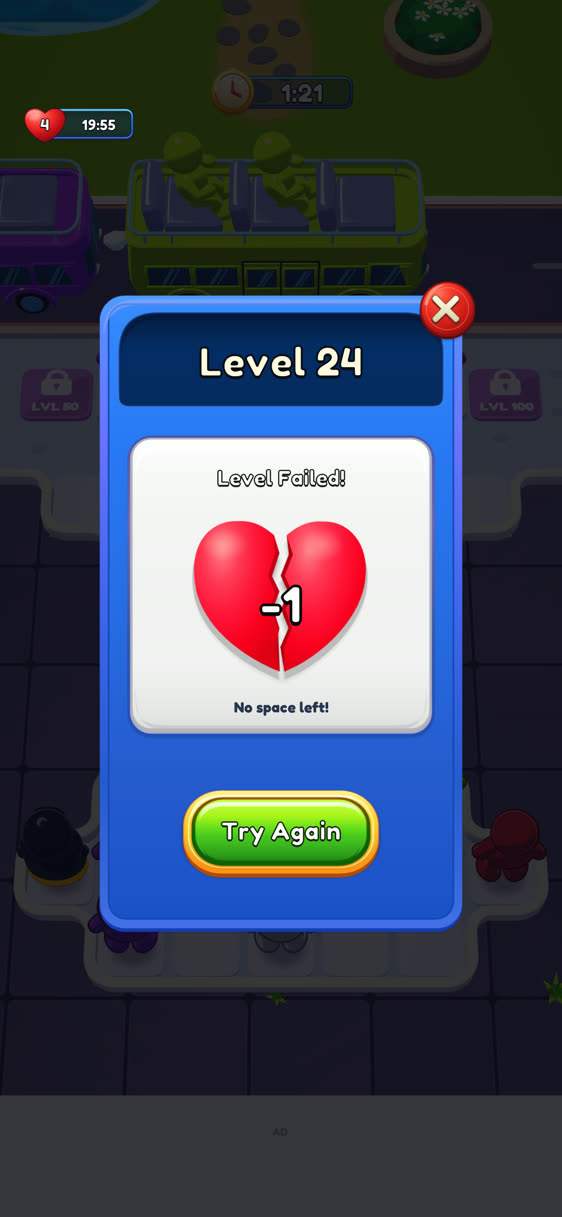 1:21
4
19:55
Level 24
LVL 50
LVL 100
Level Failed!
-1
No space left!
Try Again
AD